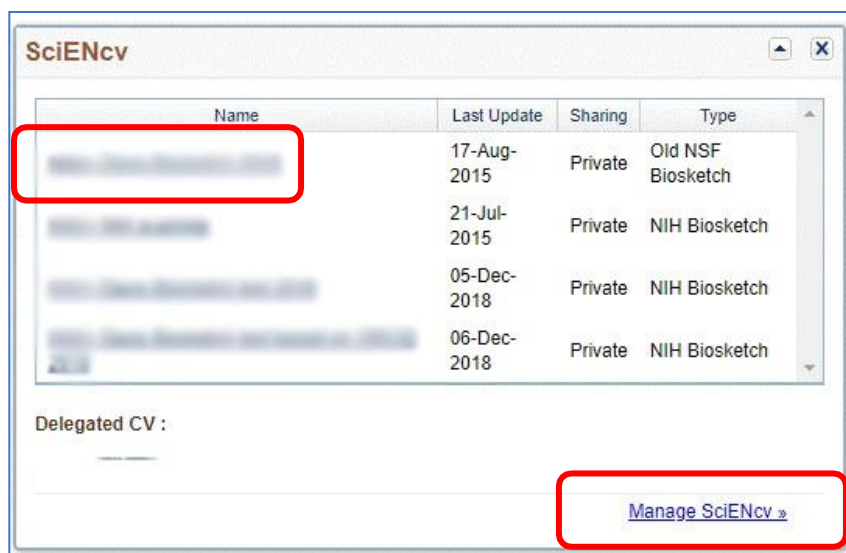 SciENcv
Name Last Update Sharing Type
17-Aug-
2015 Private Old NSF
Biosketch
21-Jul-
2015 Private NIH Biosketch
05-Dec-
2018 Private NIH Biosketch
06-Dec-
2018 Private NIH Biosketch
Delegated CV :
Manage SciENcv »